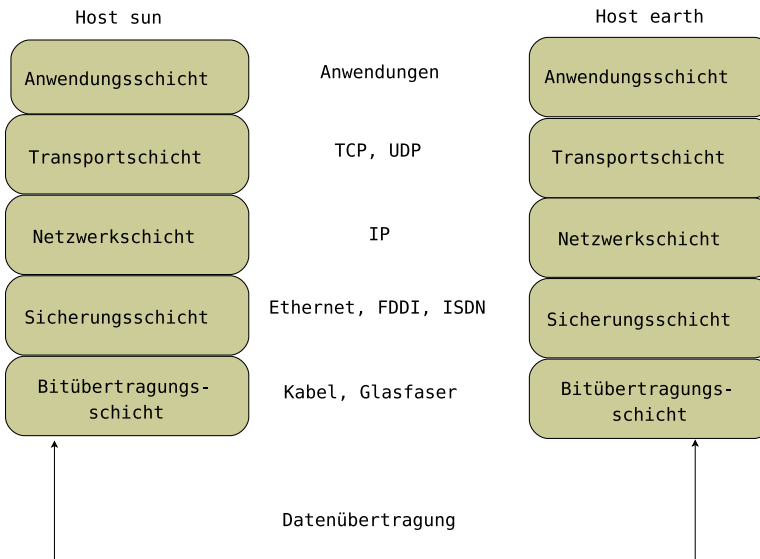 Host sun
Host earth
Anwendungsschicht
Anwendungen
Anwendungsschicht
Transportschicht
TCP, UDP
Transportschicht
Netzwerkschicht
IP
Netzwerkschicht
Sicherungsschicht
Ethernet, FDDI, ISDN
Sicherungsschicht
Bitübertragungs-
schicht
Kabel, Glasfaser
Bitübertragungs-
schicht
Datenübertragung